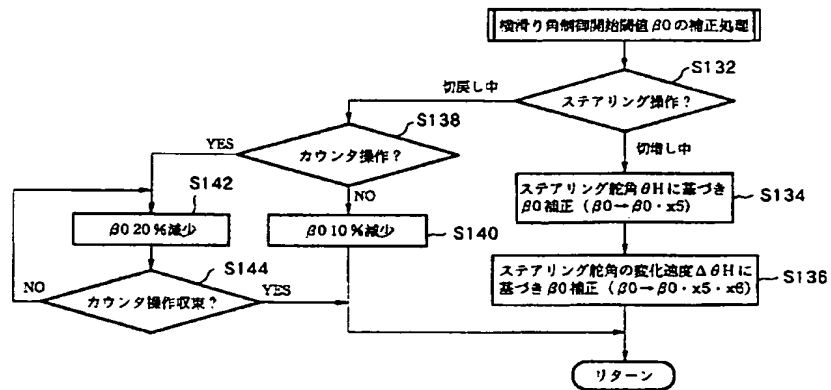 横滑り角制御開始閾値β0の補正処理
S132
ステアリング操作？
切戻し中
切増し中
S138
カウンタ操作？
YES
NO
S142
β0 20％減少
β0 10％減少
S140
S144
カウンタ操作収束？
NO
YES
ステアリング舵角θHに基づき
β0補正（β0→β0・x5）
S134
ステアリング舵角の変化速度ΔθHに
基づきβ0補正（β0→β0・x5・x6）
S136
リターン